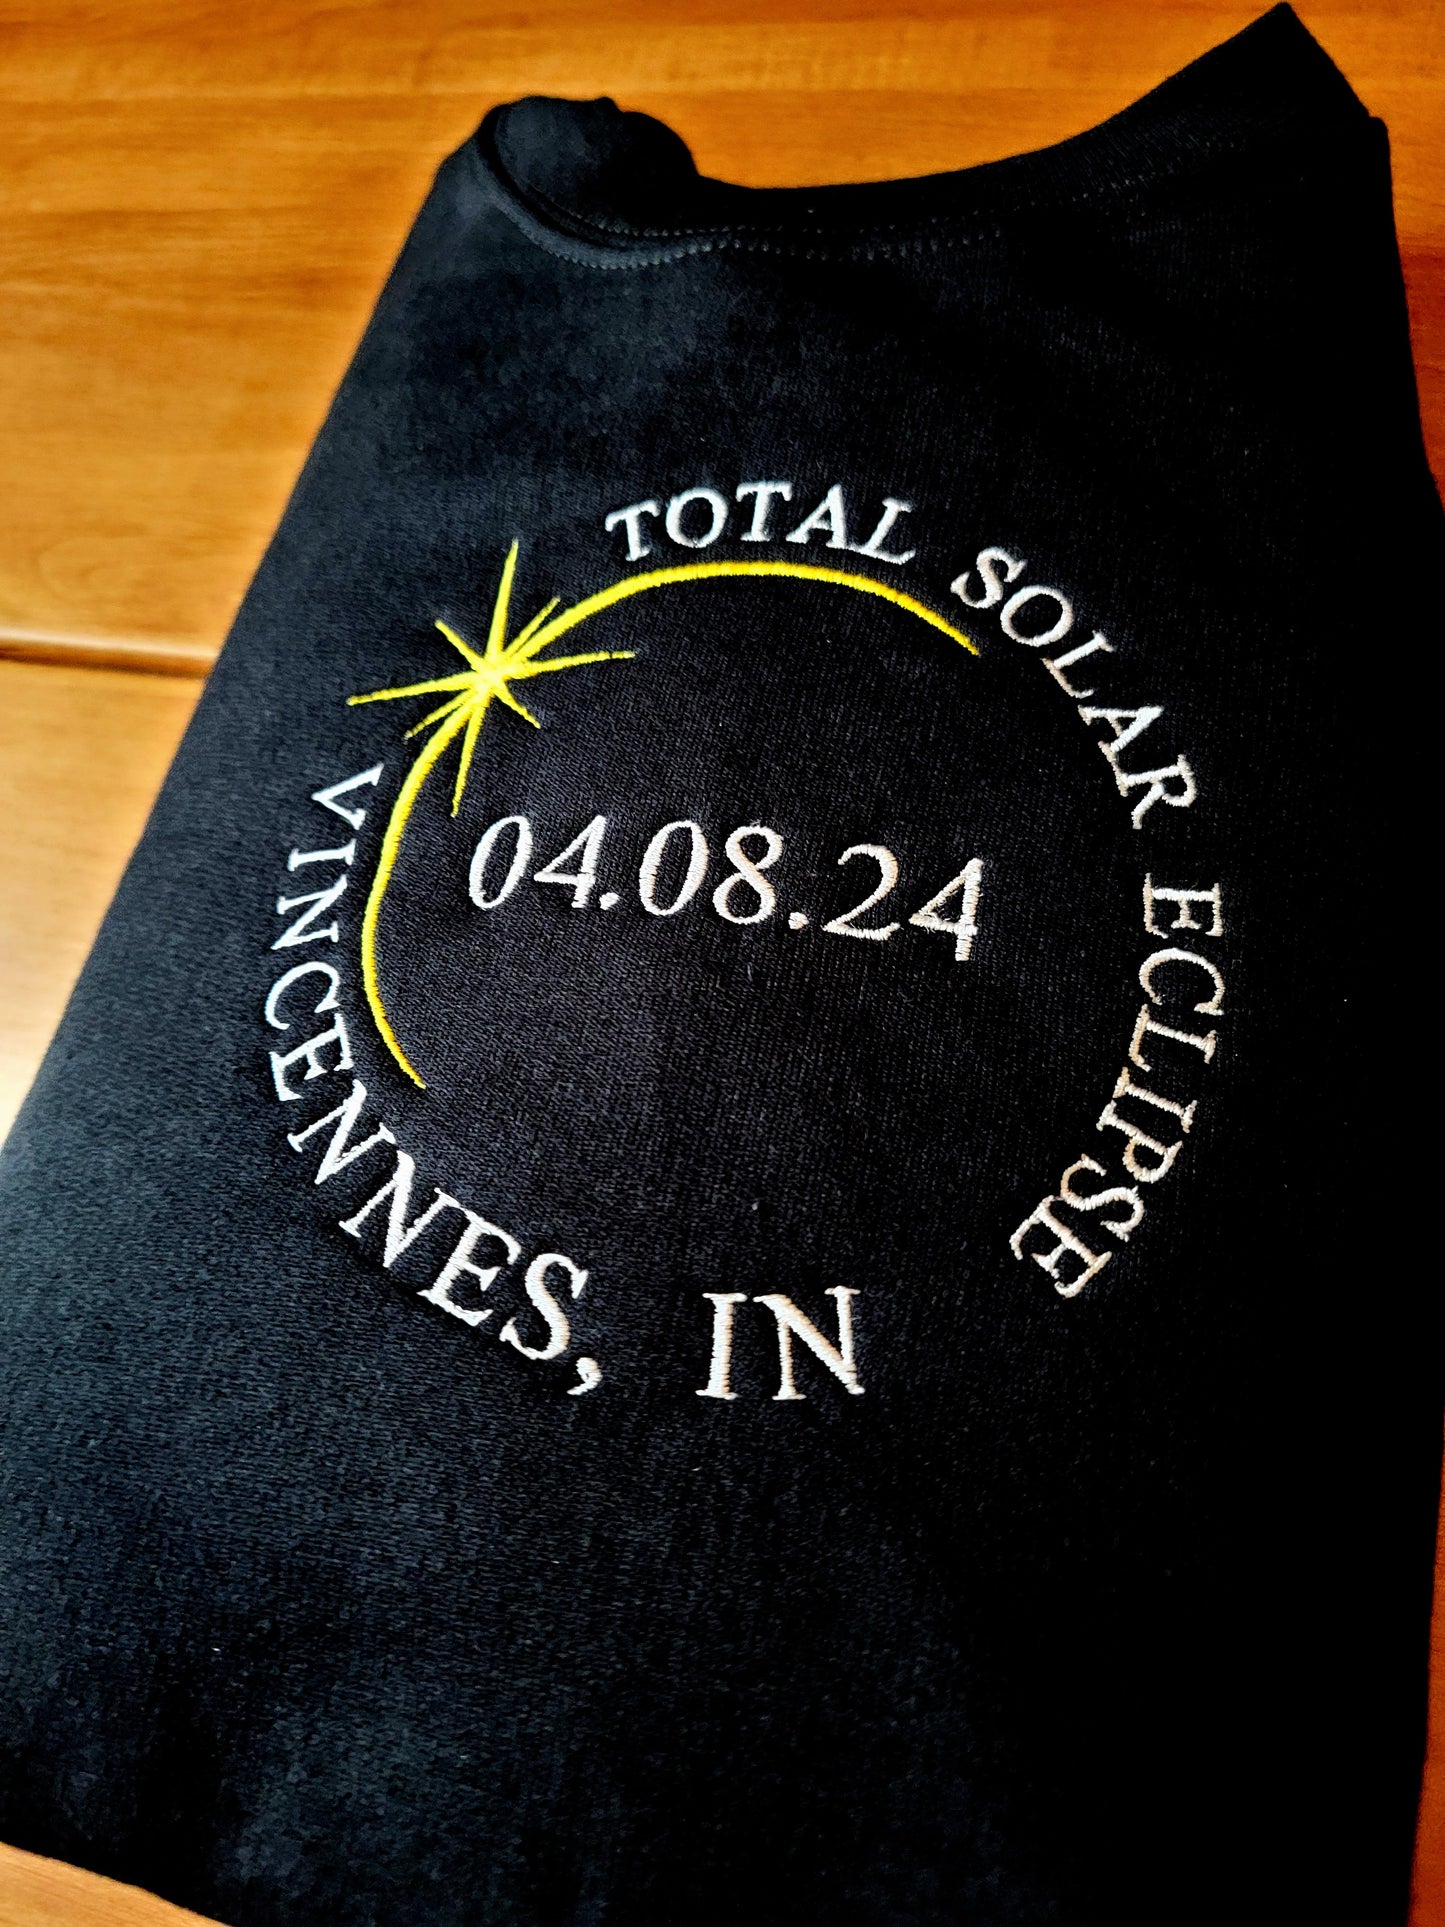 TOTAL SOLAR ECLIPSE
04.08.24
VINCENNES, IN